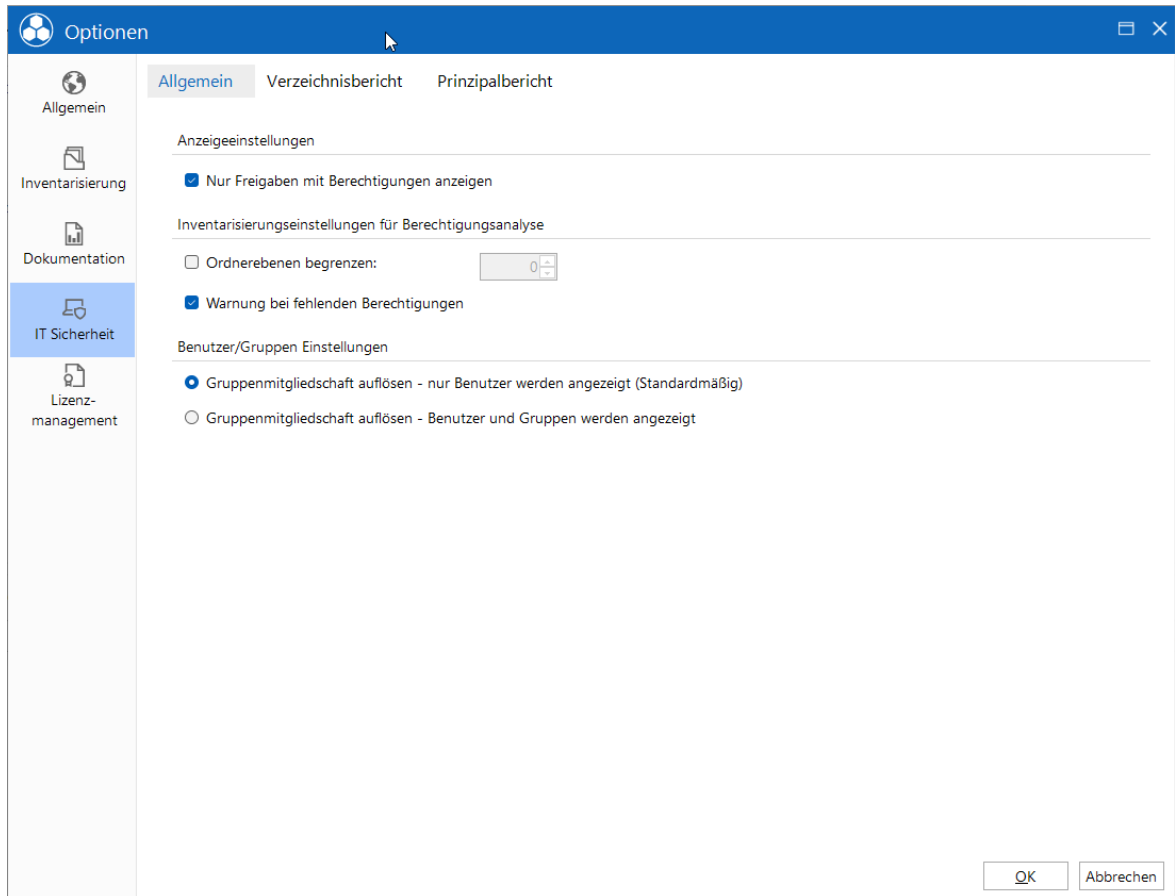 Optionen
Allgemein
Inventarisierung
Dokumentation
IT Sicherheit
Lizenz-
management
Allgemein Verzeichnisbericht Prinzipalbericht
Anzeigeeinstellungen
Nur Freigaben mit Berechtigungen anzeigen
Inventarisierungseinstellungen für Berechtigungsanalyse
Ordnerebenen begrenzen: 0
Warnung bei fehlenden Berechtigungen
Benutzer/Gruppen Einstellungen
Gruppenmitgliedschaft auflösen - nur Benutzer werden angezeigt (Standardmäßig)
Gruppenmitgliedschaft auflösen - Benutzer und Gruppen werden angezeigt
OK Abbrechen